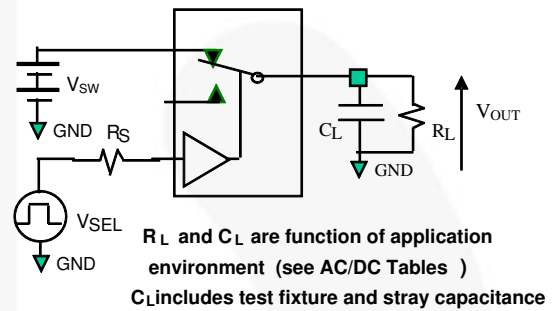 VSW
GND
RS
VSEL
GND
CL
RL
GND
VOUT
RL and CL are function of application
environment (see AC/DC Tables )
CL includes test fixture and stray capacitance